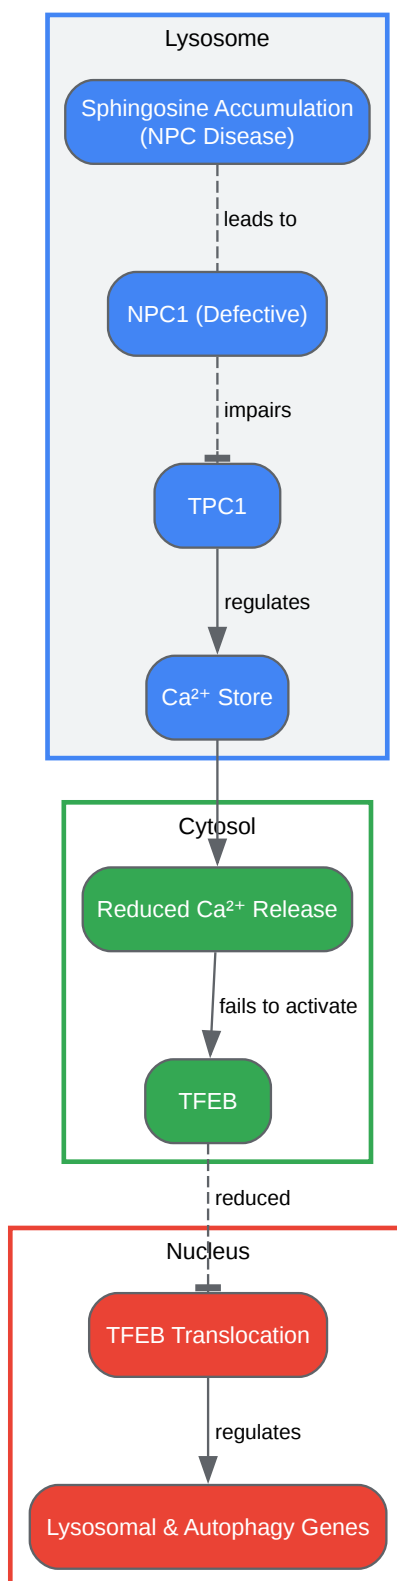 Lysosome
Sphingosine Accumulation
(NPC Disease)
leads to
NPC1 (Defective)
impairs
TPC1
regulates
Ca²⁺ Store
Cytosol
Reduced Ca²⁺ Release
fails to activate
TFEB
reduced
Nucleus
TFEB Translocation
regulates
Lysosomal & Autophagy Genes